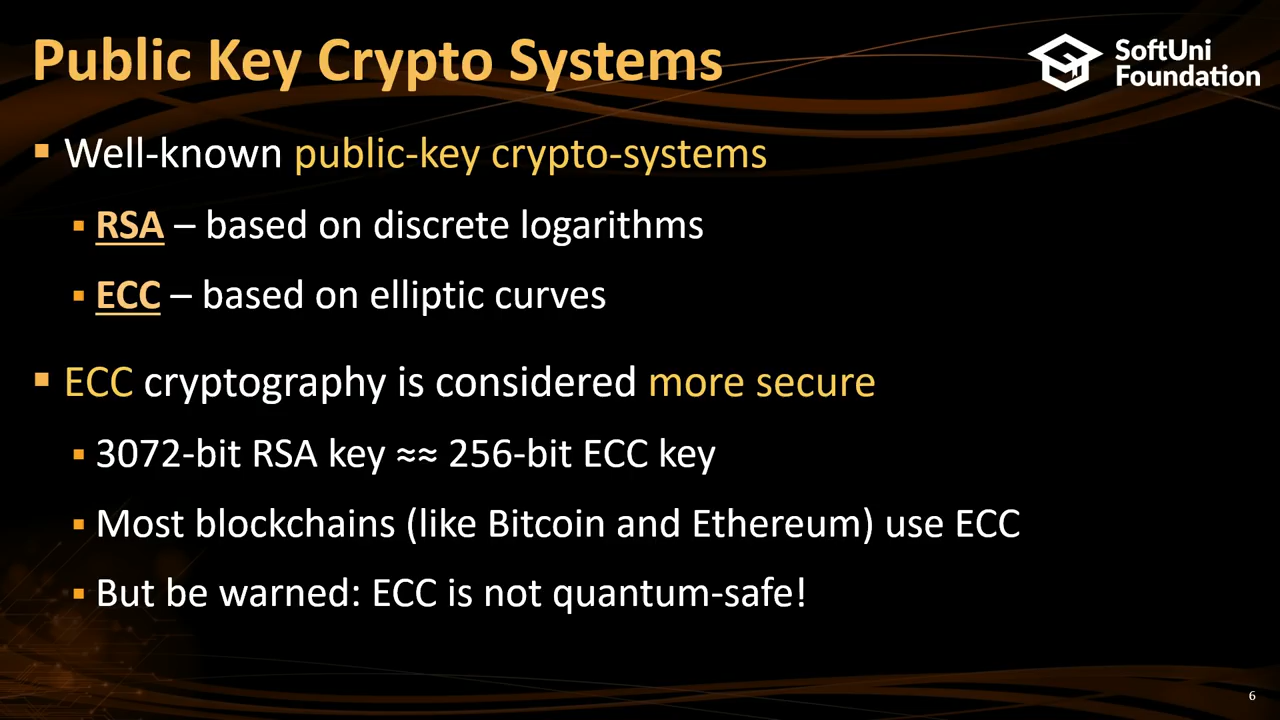 Public Key Crypto Systems
SoftUni
Foundation
▪ Well-known public-key crypto-systems
▪ RSA – based on discrete logarithms
▪ ECC – based on elliptic curves
▪ ECC cryptography is considered more secure
▪ 3072-bit RSA key ≈≈ 256-bit ECC key
▪ Most blockchains (like Bitcoin and Ethereum) use ECC
▪ But be warned: ECC is not quantum-safe!
6